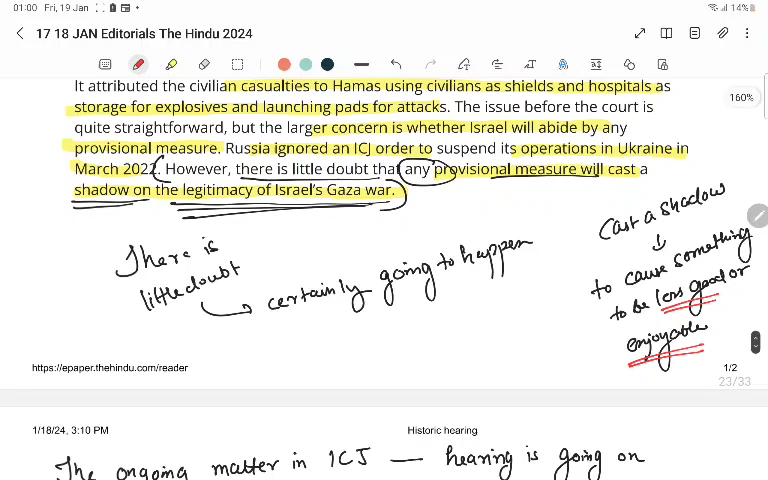 01:00 Fri, 19 Jan
14%
17 18 JAN Editorials The Hindu 2024
160%
It attributed the civilian casualties to Hamas using civilians as shields and hospitals as
storage for explosives and launching pads for attacks. The issue before the court is
quite straightforward, but the larger concern is whether Israel will abide by any
provisional measure. Russia ignored an ICJ order to suspend its operations in Ukraine in
March 2022. However, there is little doubt that any provisional measure will cast a
shadow on the legitimacy of Israel's Gaza war.
There is
little doubt
certainly going to happen
Cast a shadow
to cause something
to be less good or
enjoyable
https://epaper.thehindu.com/reader
1/2
23/33
1/18/24, 3:10 PM
Historic hearing
The ongoing matter in ICJ — hearing is going on